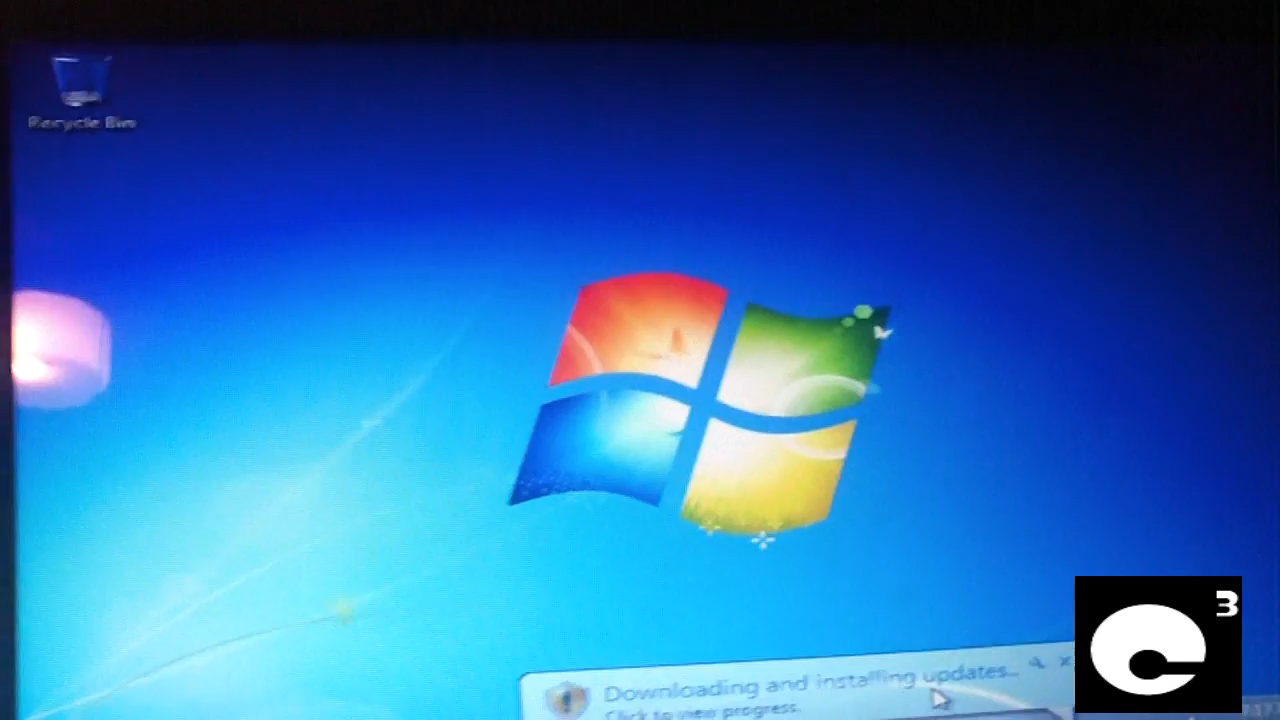 Recycle Bin
Downloading and installing updates...
Click to view progress.
3